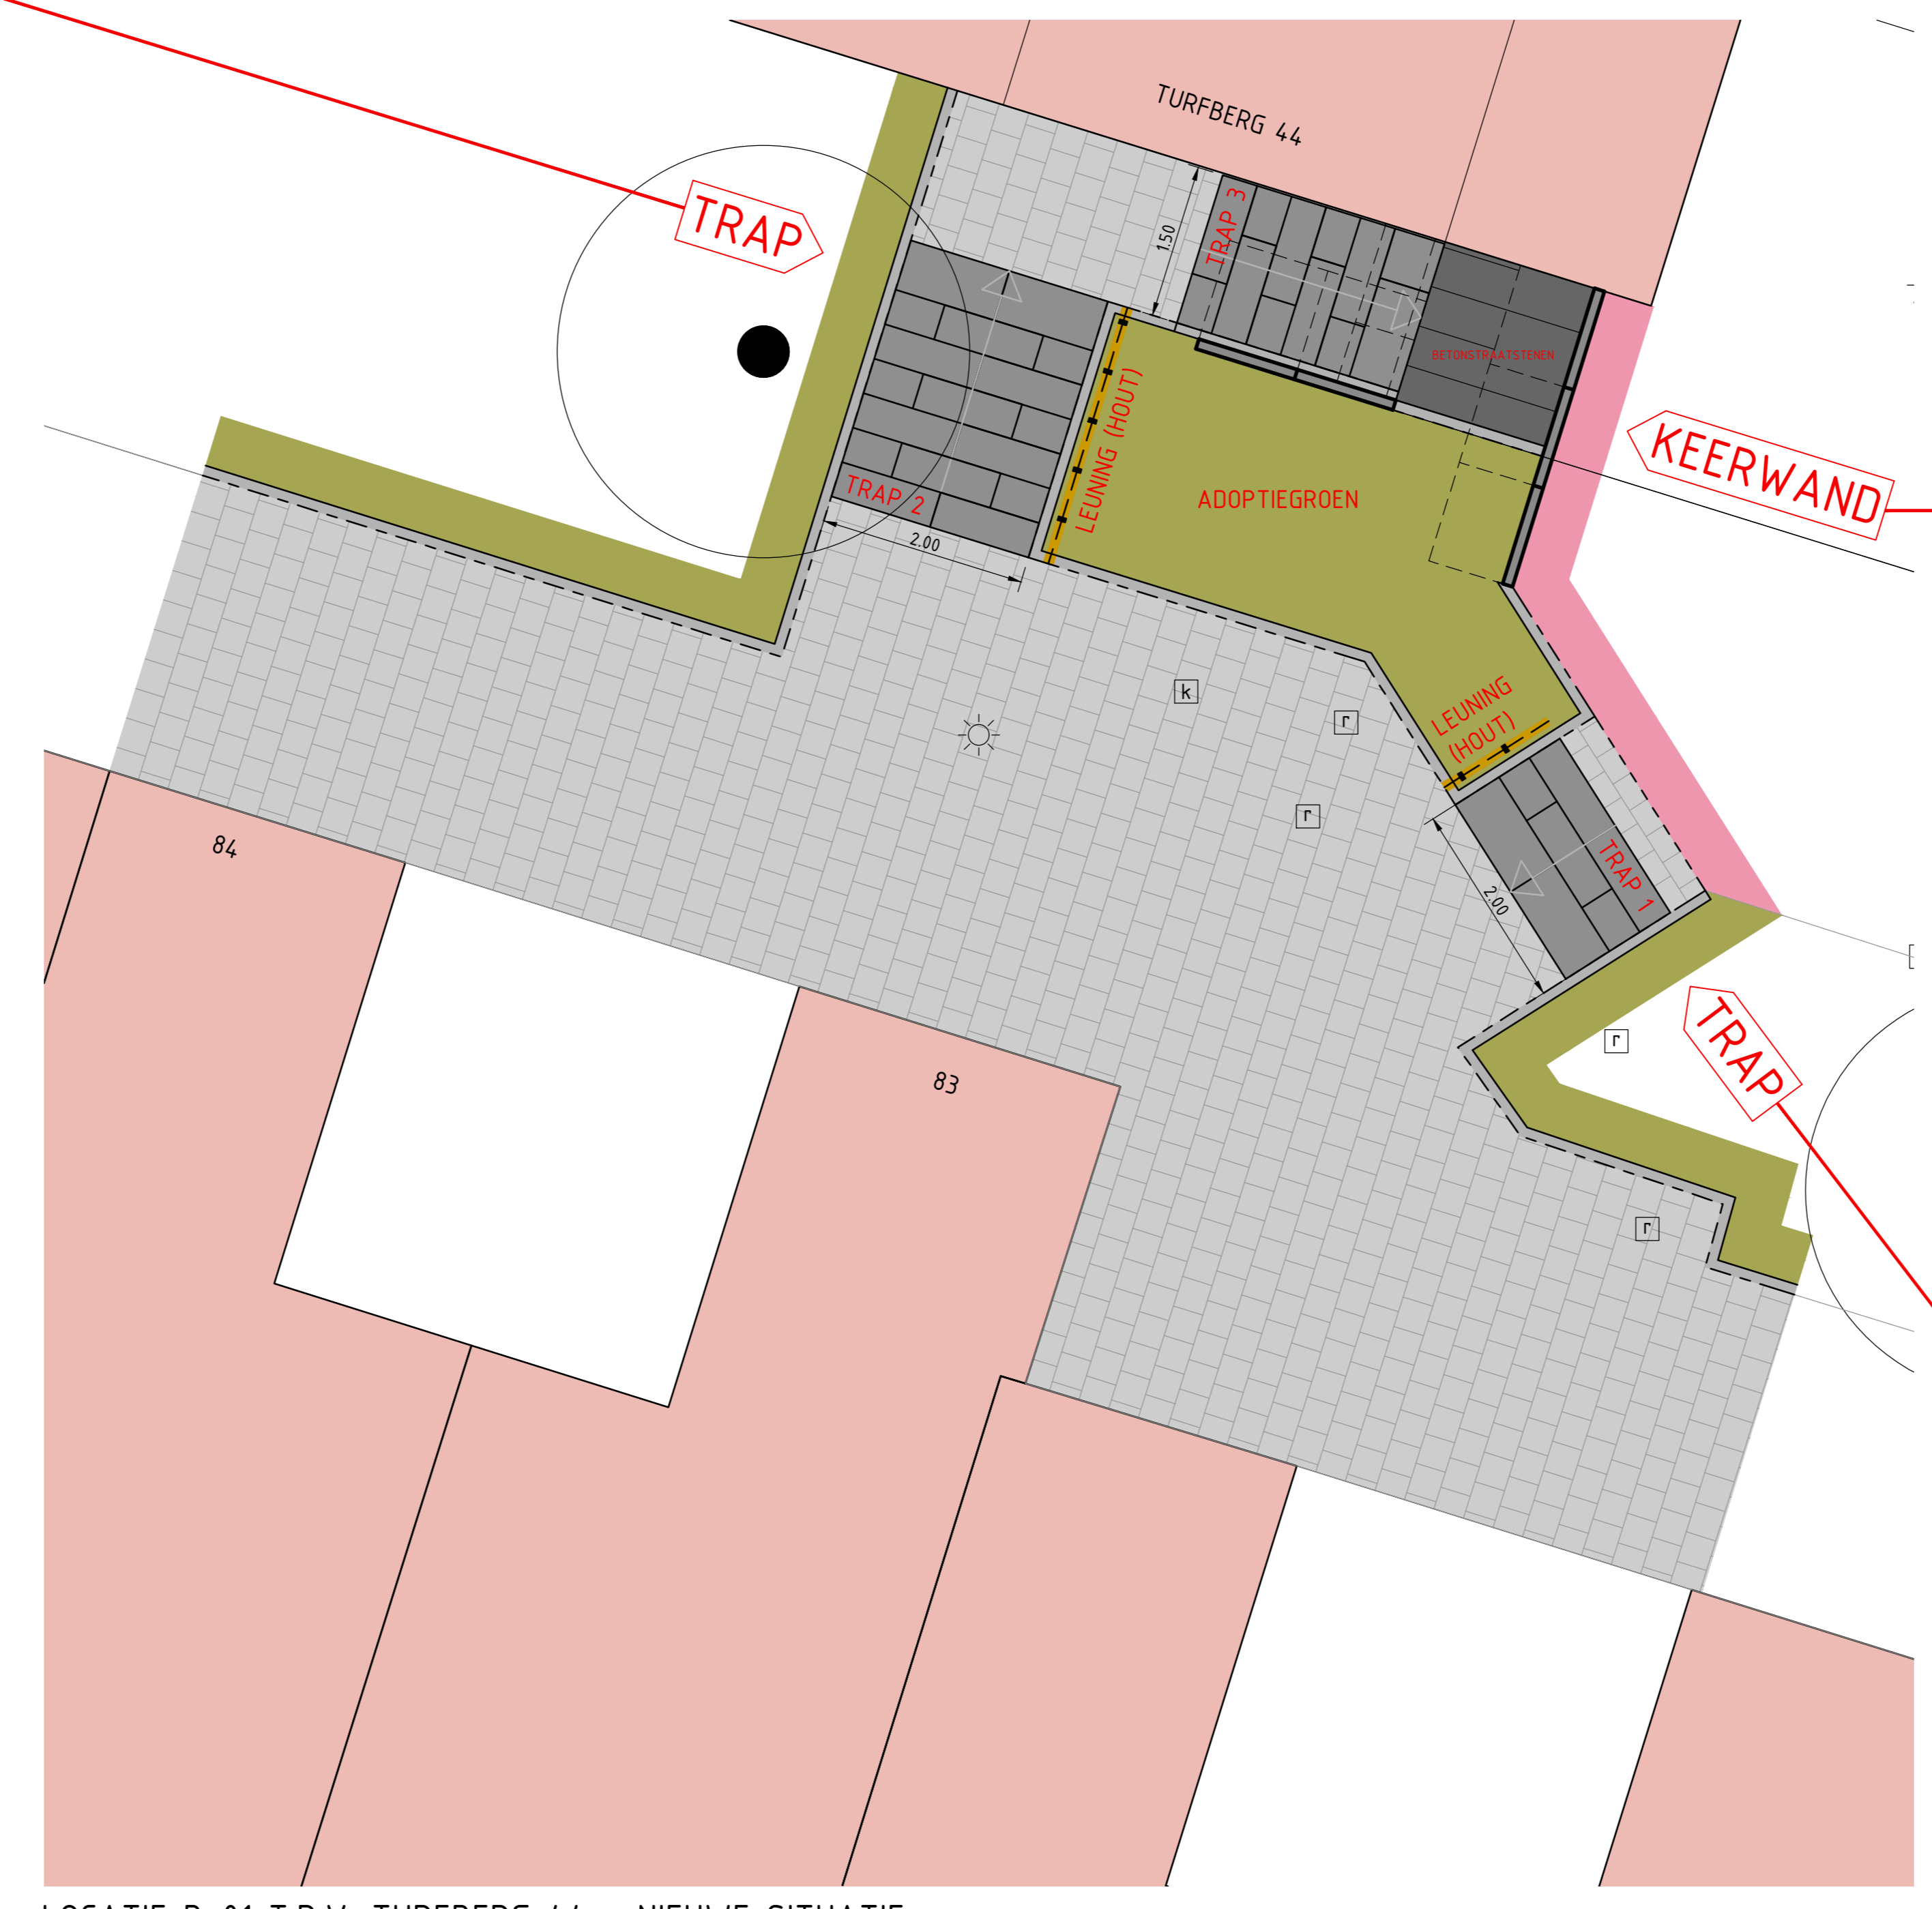 TURFBERG 44
TRAP
TRAP 3
1.50
BETONSTRAATSTENEN
LEUNING (HOUT)
KEERWAND
ADOPTIEGROEN
TRAP 2
2.00
k
r
LEUNING
(HOUT)
r
84
TRAP 1
2.00
r
TRAP
83
r